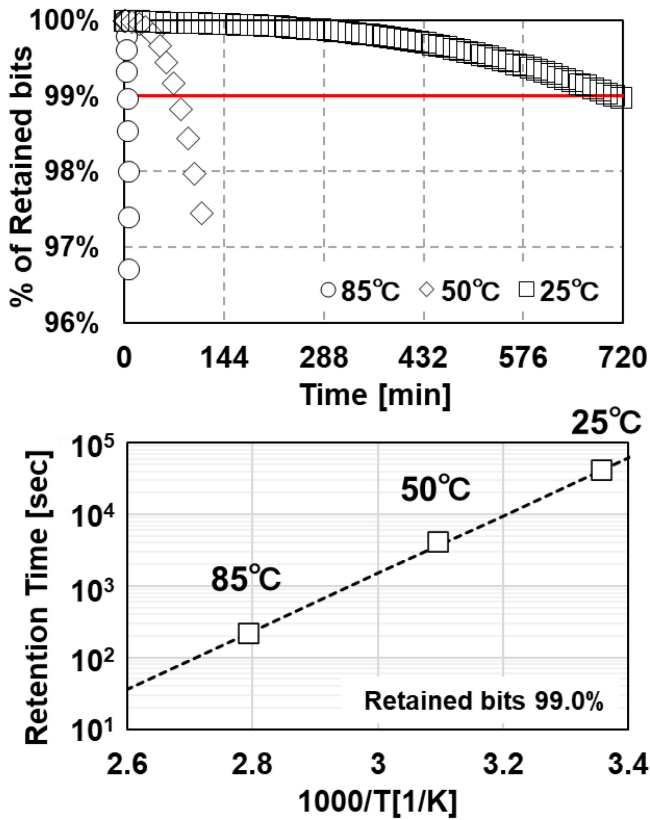 % of Retained bits
100%
99%
98%
97%
96%
○ 85℃ ◇ 50℃ □ 25℃
0 144 288 432 576 720
Time [min]
25℃
50℃
85℃
Retention Time [sec]
10⁵
10⁴
10³
10²
10¹
Retained bits 99.0%
2.6 2.8 3 3.2 3.4
1000/T[1/K]